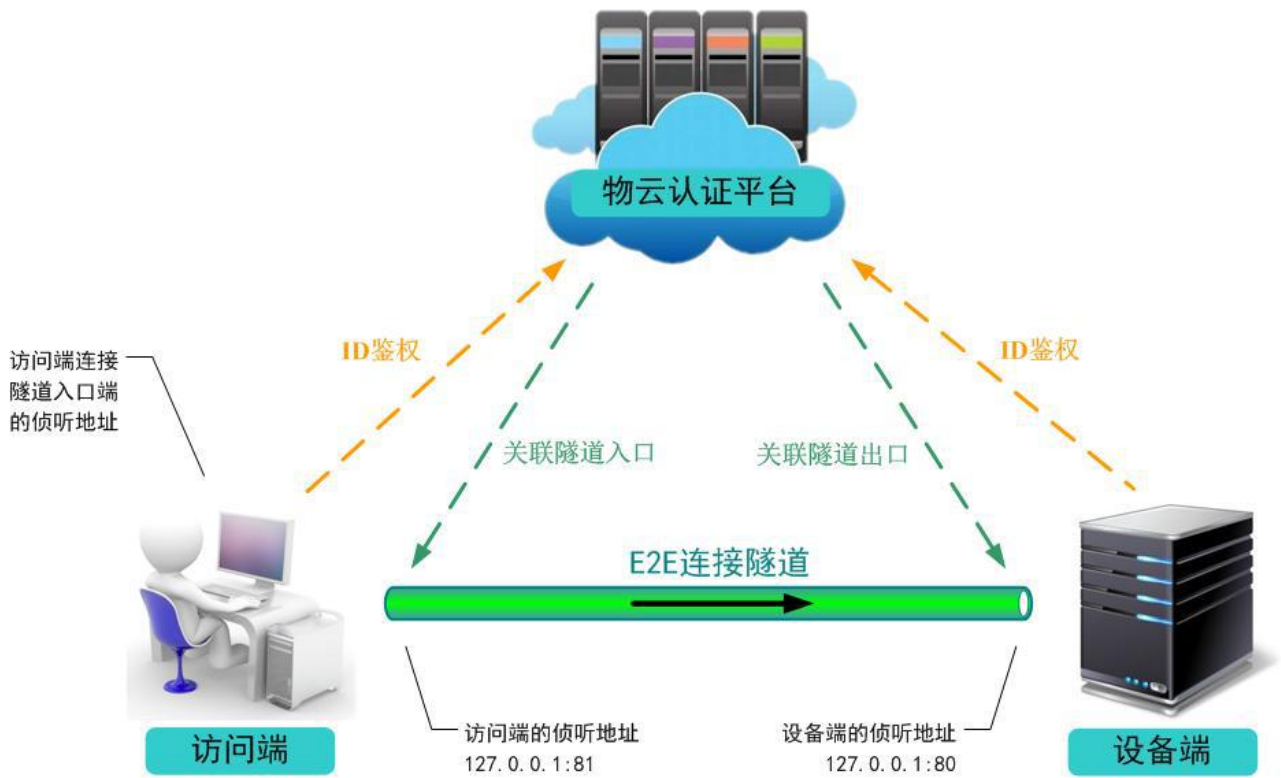 物云认证平台
ID鉴权
ID鉴权
访问端连接
隧道入口端
的侦听地址
关联隧道入口
关联隧道出口
E2E连接隧道
访问端的侦听地址
127.0.0.1:81
设备端的侦听地址
127.0.0.1:80
访问端
设备端